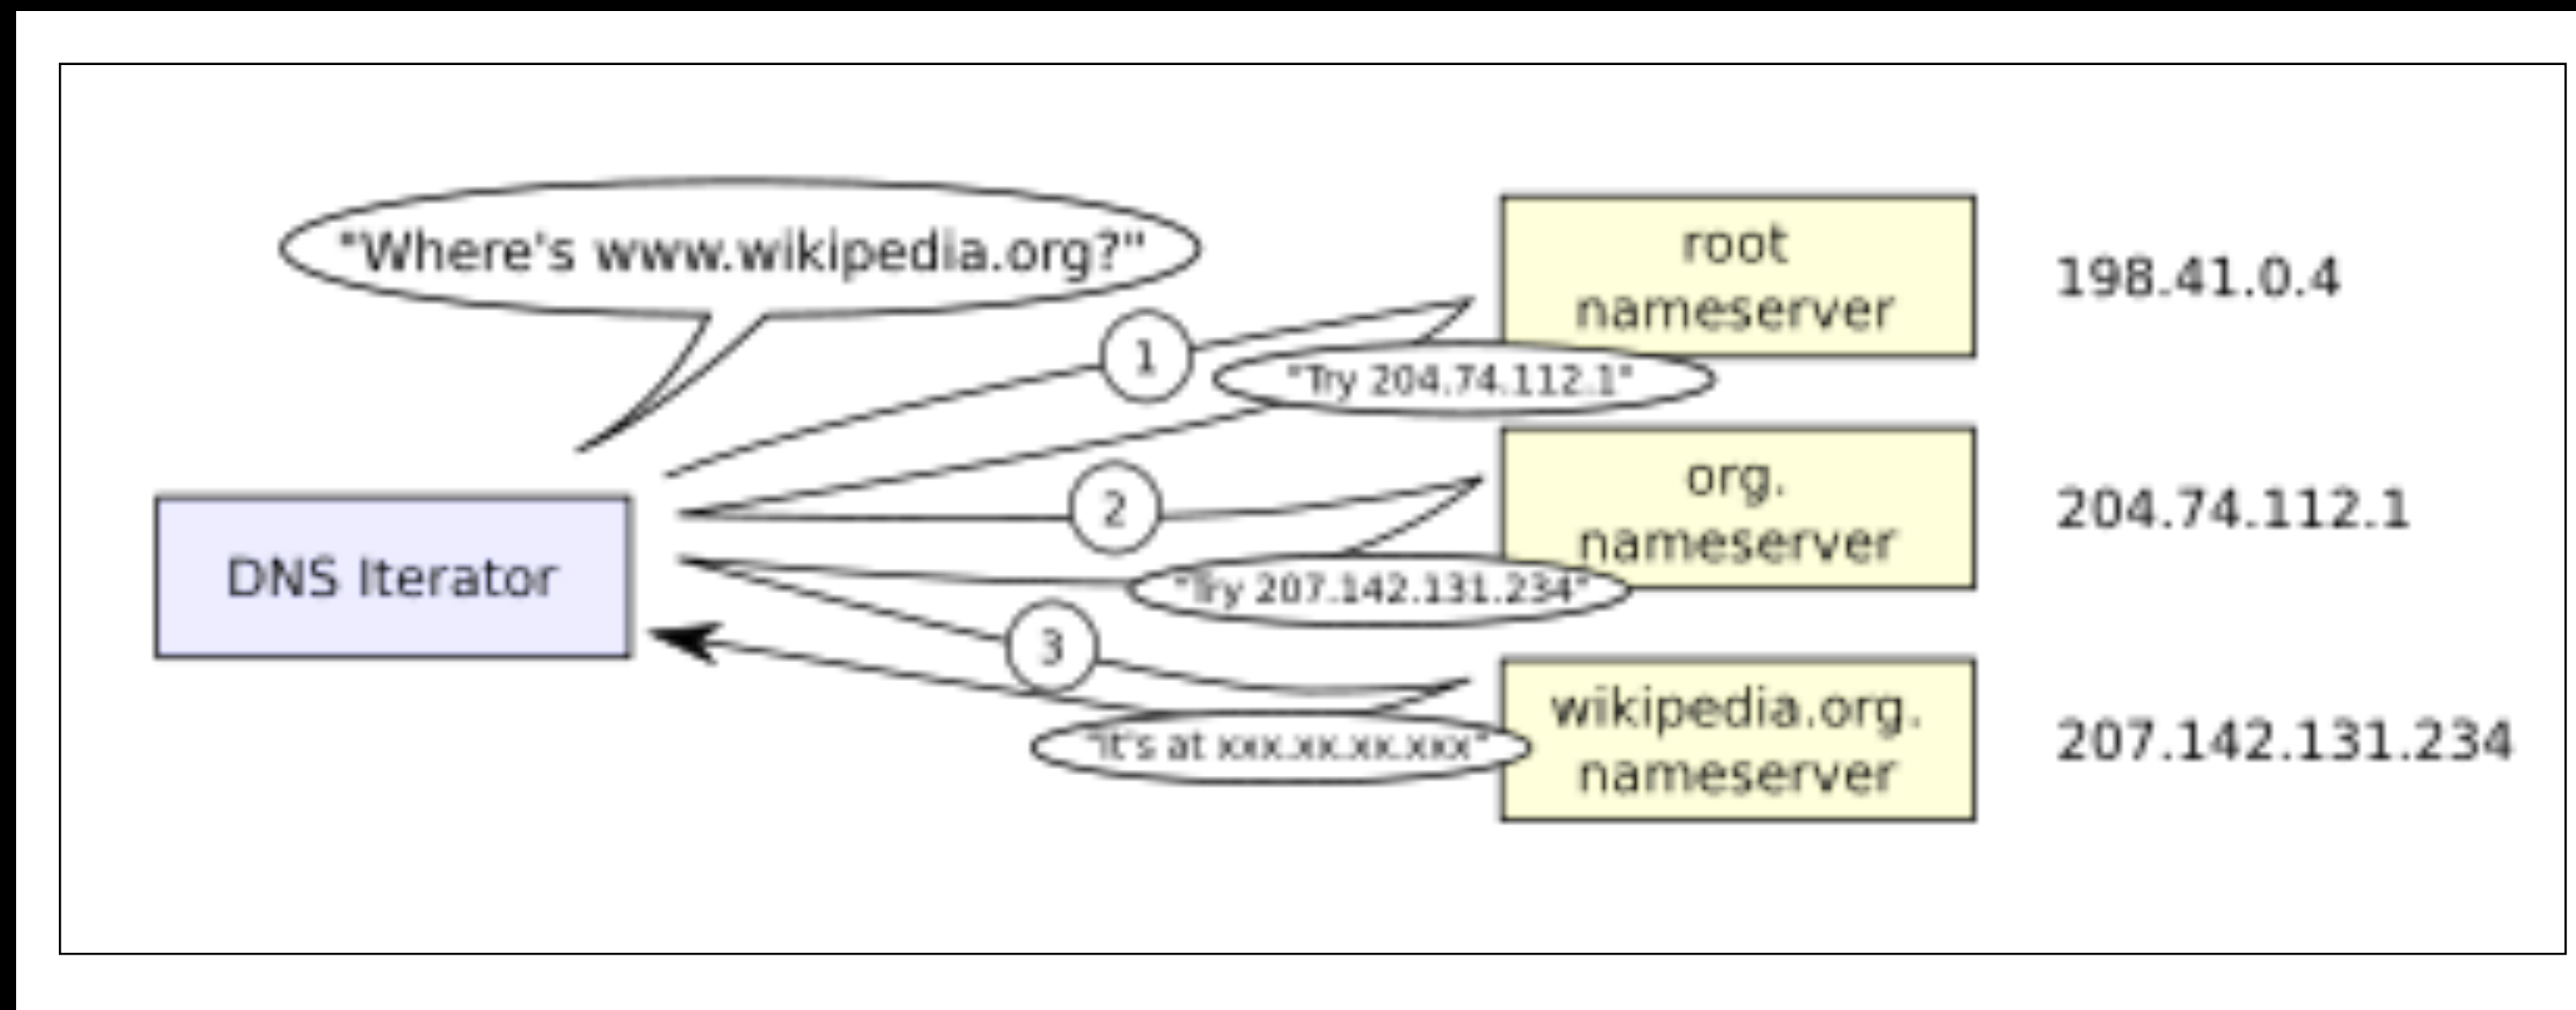 "Where's www.wikipedia.org?"
root
nameserver
198.41.0.4
1
"Try 204.74.112.1"
org.
nameserver
204.74.112.1
2
DNS Iterator
"Try 207.142.131.234"
3
wikipedia.org.
nameserver
207.142.131.234
"It's at xxx.xx.xx.xxx"